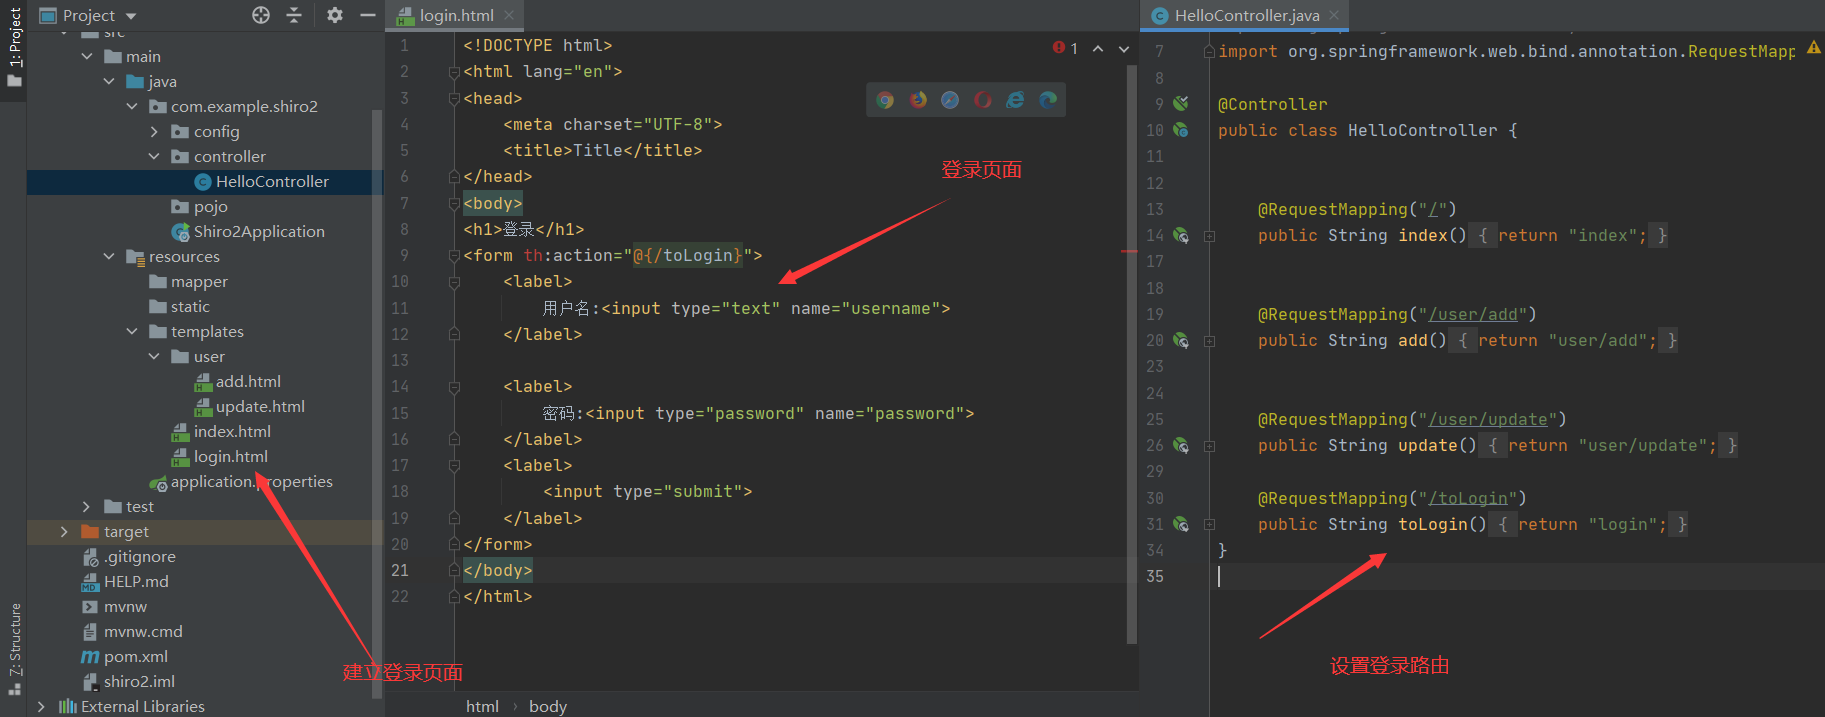 1: Project
Z: Structure
Project
src
main
java
com.example.shiro2
config
controller
HelloController
pojo
Shiro2Application
resources
mapper
static
templates
user
add.html
update.html
index.html
login.html
application.properties
test
target
.gitignore
HELP.md
mvnw
mvnw.cmd
pom.xml
shiro2.iml
External Libraries
建立登录页面
login.html
1
1 <!DOCTYPE html>
2 <html lang="en">
3 <head>
4 <meta charset="UTF-8">
5 <title>Title</title>
6 </head>
7 <body>
8 <h1>登录</h1>
9 <form th:action="@{/toLogin}">
10 <label>
11 用户名:<input type="text" name="username">
12 </label>
13
14 <label>
15 密码:<input type="password" name="password">
16 </label>
17 <label>
18 <input type="submit">
19 </label>
20 </form>
21 </body>
22 </html>
登录页面
html › body
HelloController.java
7 import org.springframework.web.bind.annotation.RequestMapp
8
9 @Controller
10 public class HelloController {
11
12
13 @RequestMapping("/")
14 public String index() { return "index"; }
17
18
19 @RequestMapping("/user/add")
20 public String add() { return "user/add"; }
23
24
25 @RequestMapping("/user/update")
26 public String update() { return "user/update"; }
29
30 @RequestMapping("/toLogin")
31 public String toLogin() { return "login"; }
34 }
35
设置登录路由